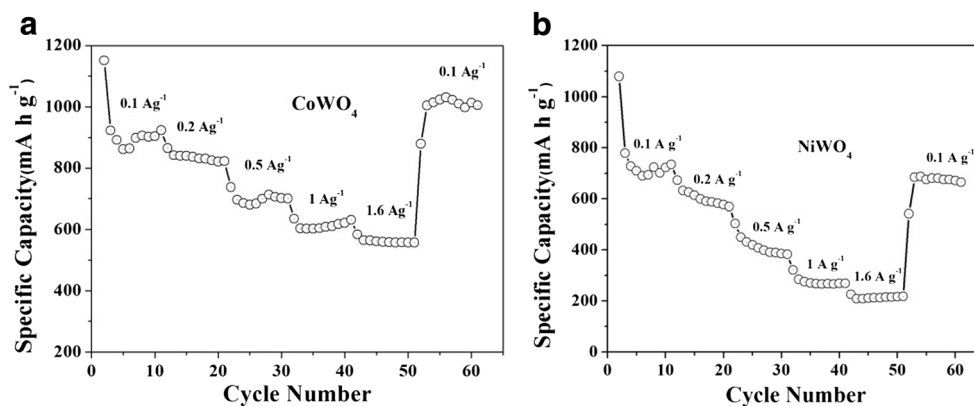 a
1200
1000
800
600
400
200
0 10 20 30 40 50 60
Specific Capacity(mA h g⁻¹)
Cycle Number
CoWO₄
0.1 Ag⁻¹
0.2 Ag⁻¹
0.5 Ag⁻¹
1 Ag⁻¹
1.6 Ag⁻¹
0.1 Ag⁻¹
b
1200
1000
800
600
400
200
0
0 10 20 30 40 50 60
Specific Capacity(mA h g⁻¹)
Cycle Number
NiWO₄
0.1 A g⁻¹
0.2 A g⁻¹
0.5 A g⁻¹
1 A g⁻¹
1.6 A g⁻¹
0.1 A g⁻¹